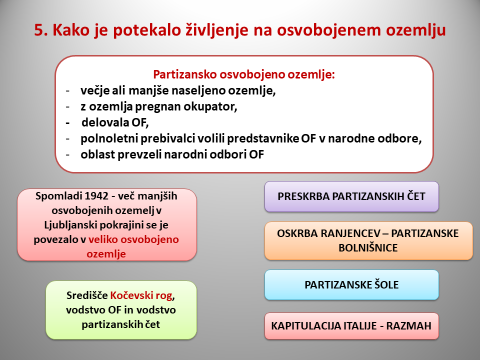 5. Kako je potekalo življenje na osvobojenem ozemlju
Partizansko osvobojeno ozemlje:
- večje ali manjše naseljeno ozemlje,
- z ozemlja pregnan okupator,
- delovala OF,
- polnoletni prebivalci volili predstavnike OF v narodne odbore,
- oblast prevzeli narodni odbori OF
Spomladi 1942 - več manjših
osvobojenih ozemelj v
Ljubljanski pokrajini se je
povezalo v veliko osvobojeno
ozemlje
Središče Kočevski rog,
vodstvo OF in vodstvo
partizanskih čet
PRESKRBA PARTIZANSKIH ČET
OSKRBA RANJENCEV – PARTIZANSKE
BOLNIŠNICE
PARTIZANSKE ŠOLE
KAPITULACIJA ITALIJE - RAZMAH